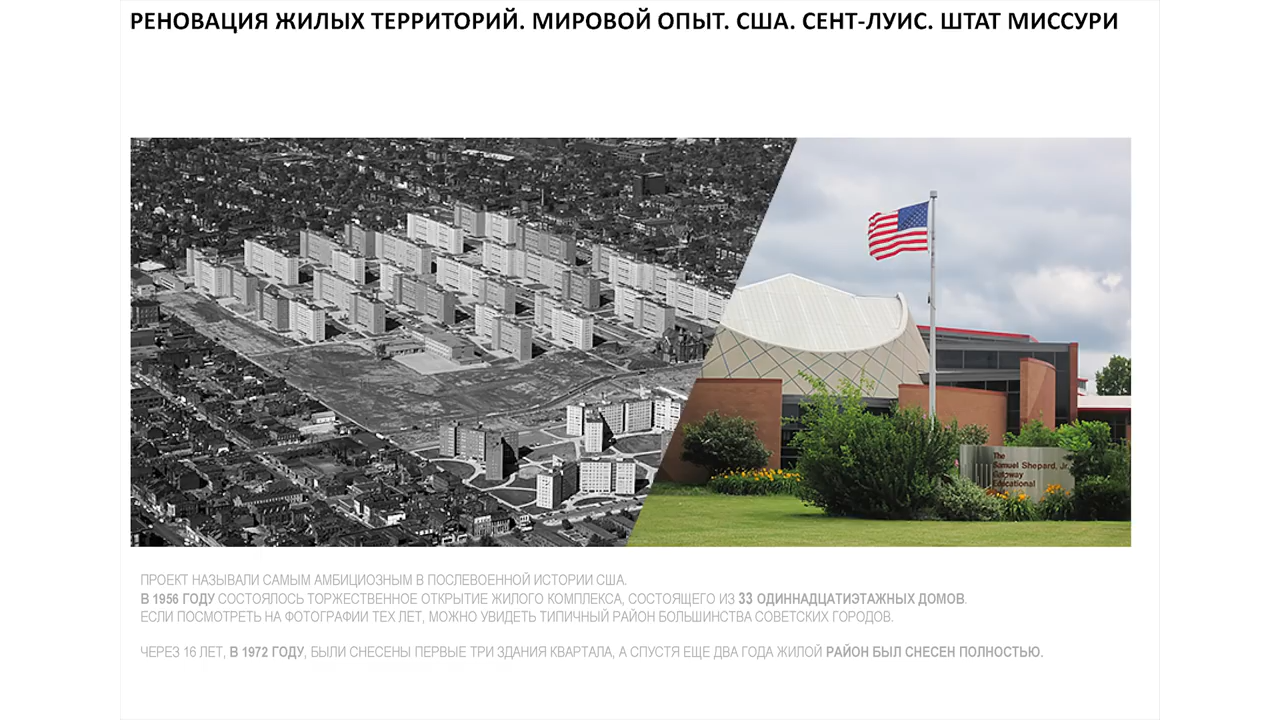 РЕНОВАЦИЯ ЖИЛЫХ ТЕРРИТОРИЙ. МИРОВОЙ ОПЫТ. США. СЕНТ-ЛУИС. ШТАТ МИССУРИ
The
Samuel Shepard, Jr.
Gateway
Educational
ПРОЕКТ НАЗЫВАЛИ САМЫМ АМБИЦИОЗНЫМ В ПОСЛЕВОЕННОЙ ИСТОРИИ США.
В 1956 ГОДУ СОСТОЯЛОСЬ ТОРЖЕСТВЕННОЕ ОТКРЫТИЕ ЖИЛОГО КОМПЛЕКСА, СОСТОЯЩЕГО ИЗ 33 ОДИННАДЦАТИЭТАЖНЫХ ДОМОВ.
ЕСЛИ ПОСМОТРЕТЬ НА ФОТОГРАФИИ ТЕХ ЛЕТ, МОЖНО УВИДЕТЬ ТИПИЧНЫЙ РАЙОН БОЛЬШИНСТВА СОВЕТСКИХ ГОРОДОВ.
ЧЕРЕЗ 16 ЛЕТ, В 1972 ГОДУ, БЫЛИ СНЕСЕНЫ ПЕРВЫЕ ТРИ ЗДАНИЯ КВАРТАЛА, А СПУСТЯ ЕЩЕ ДВА ГОДА ЖИЛОЙ РАЙОН БЫЛ СНЕСЕН ПОЛНОСТЬЮ.